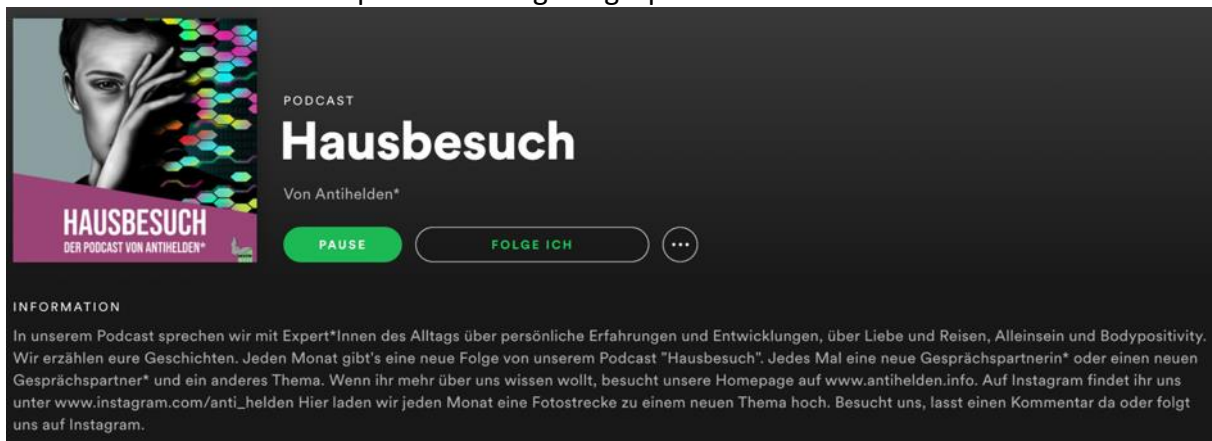 PODCAST
Hausbesuch
Von Antihelden*
HAUSBESUCH
DER PODCAST VON ANTIHELDEN*
PAUSE
FOLGE ICH
INFORMATION
In unserem Podcast sprechen wir mit Expert*Innen des Alltags über persönliche Erfahrungen und Entwicklungen, über Liebe und Reisen, Alleinsein und Bodypositivity.
Wir erzählen eure Geschichten. Jeden Monat gibt's eine neue Folge von unserem Podcast "Hausbesuch". Jedes Mal eine neue Gesprächspartnerin* oder einen neuen
Gesprächspartner* und ein anderes Thema. Wenn ihr mehr über uns wissen wollt, besucht unsere Homepage auf www.antihelden.info. Auf Instagram findet ihr uns
unter www.instagram.com/anti_helden Hier laden wir jeden Monat eine Fotostrecke zu einem neuen Thema hoch. Besucht uns, lasst einen Kommentar da oder folgt
uns auf Instagram.